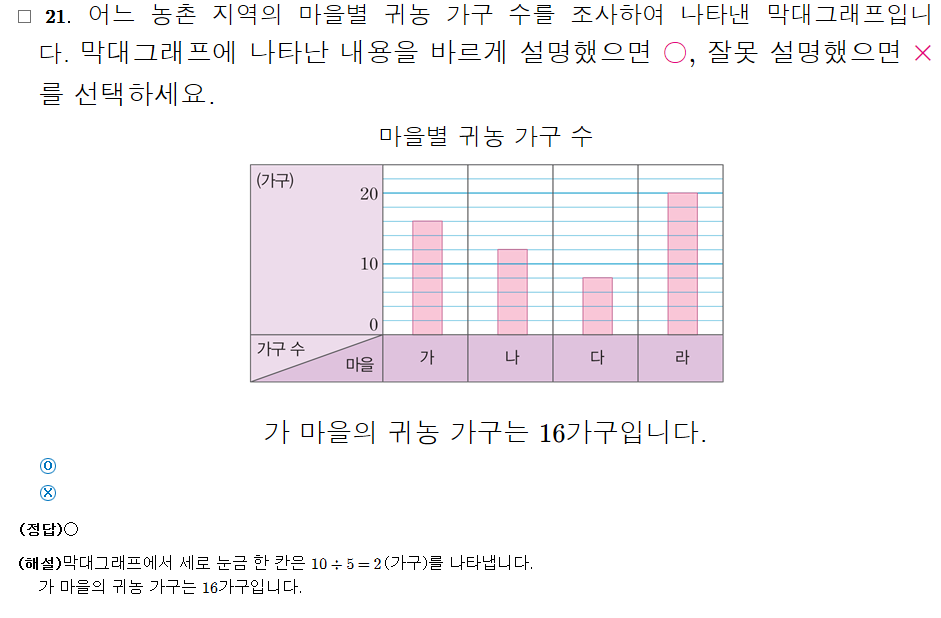 □ 21. 어느 농촌 지역의 마을별 귀농 가구 수를 조사하여 나타낸 막대그래프입니
다. 막대그래프에 나타난 내용을 바르게 설명했으면 ○, 잘못 설명했으면 ×
를 선택하세요.
마을별 귀농 가구 수
(가구)
20
10
0
가구 수
마을
가 나 다 라
가 마을의 귀농 가구는 16가구입니다.
Ⓞ
ⓧ
(정답)○
(해설)막대그래프에서 세로 눈금 한 칸은 10÷5=2(가구)를 나타냅니다.
가 마을의 귀농 가구는 16가구입니다.